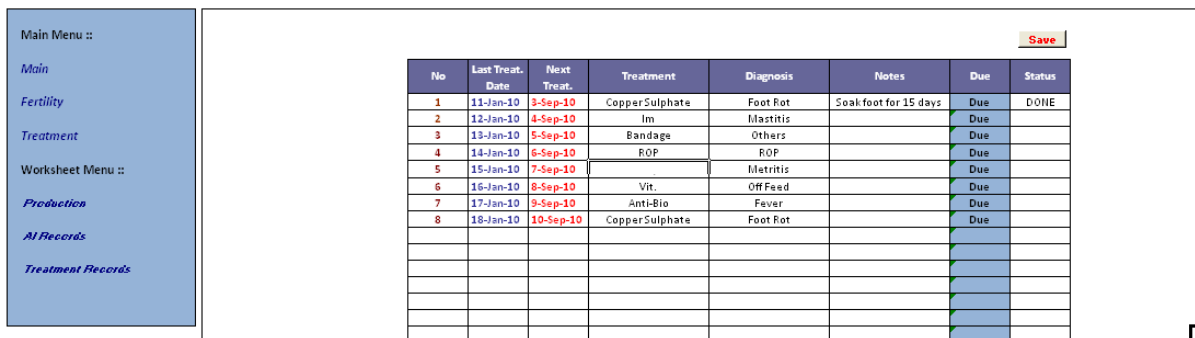 Main Menu ::
Main
Fertility
Treatment
Worksheet Menu ::
Production
AI Records
Treatment Records
Save
No Last Treat. Date Next Treat. Treatment Diagnosis Notes Due Status
1 11-Jan-10 3-Sep-10 CopperSulphate Foot Rot Soak foot for 15 days Due DONE
2 12-Jan-10 4-Sep-10 Im Mastitis Due
3 13-Jan-10 5-Sep-10 Bandage Others Due
4 14-Jan-10 6-Sep-10 ROP ROP Due
5 15-Jan-10 7-Sep-10 . Metritis Due
6 16-Jan-10 8-Sep-10 Vit. Off Feed Due
7 17-Jan-10 9-Sep-10 Anti-Bio Fever Due
8 18-Jan-10 10-Sep-10 CopperSulphate Foot Rot Due